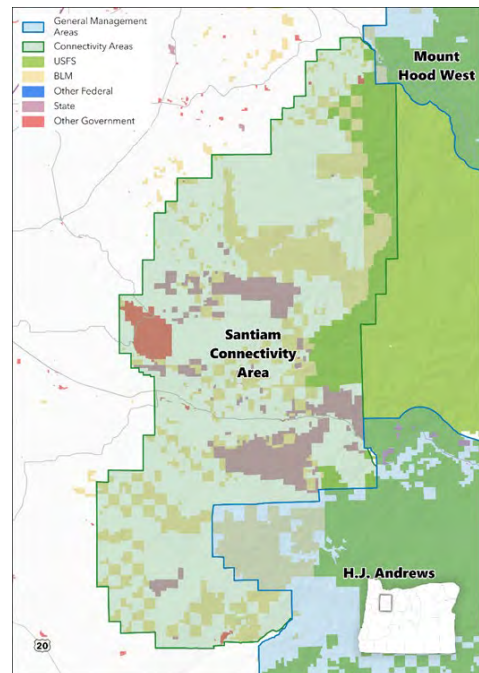 General Management
Areas
Connectivity Areas
USFS
BLM
Other Federal
State
Other Government
Mount
Hood West
Santiam
Connectivity
Area
H.J. Andrews
20